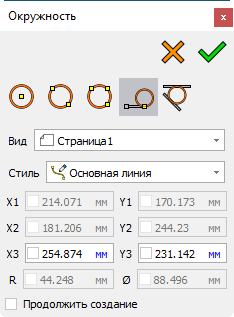 Окружность
x
Вид Страница1
Стиль Основная линия
X1 214.071 мм Y1 170.173 мм
X2 181.206 мм Y2 244.23 мм
X3 254.874 мм Y3 231.142 мм
R 44.248 мм Ø 88.496 мм
Продолжить создание